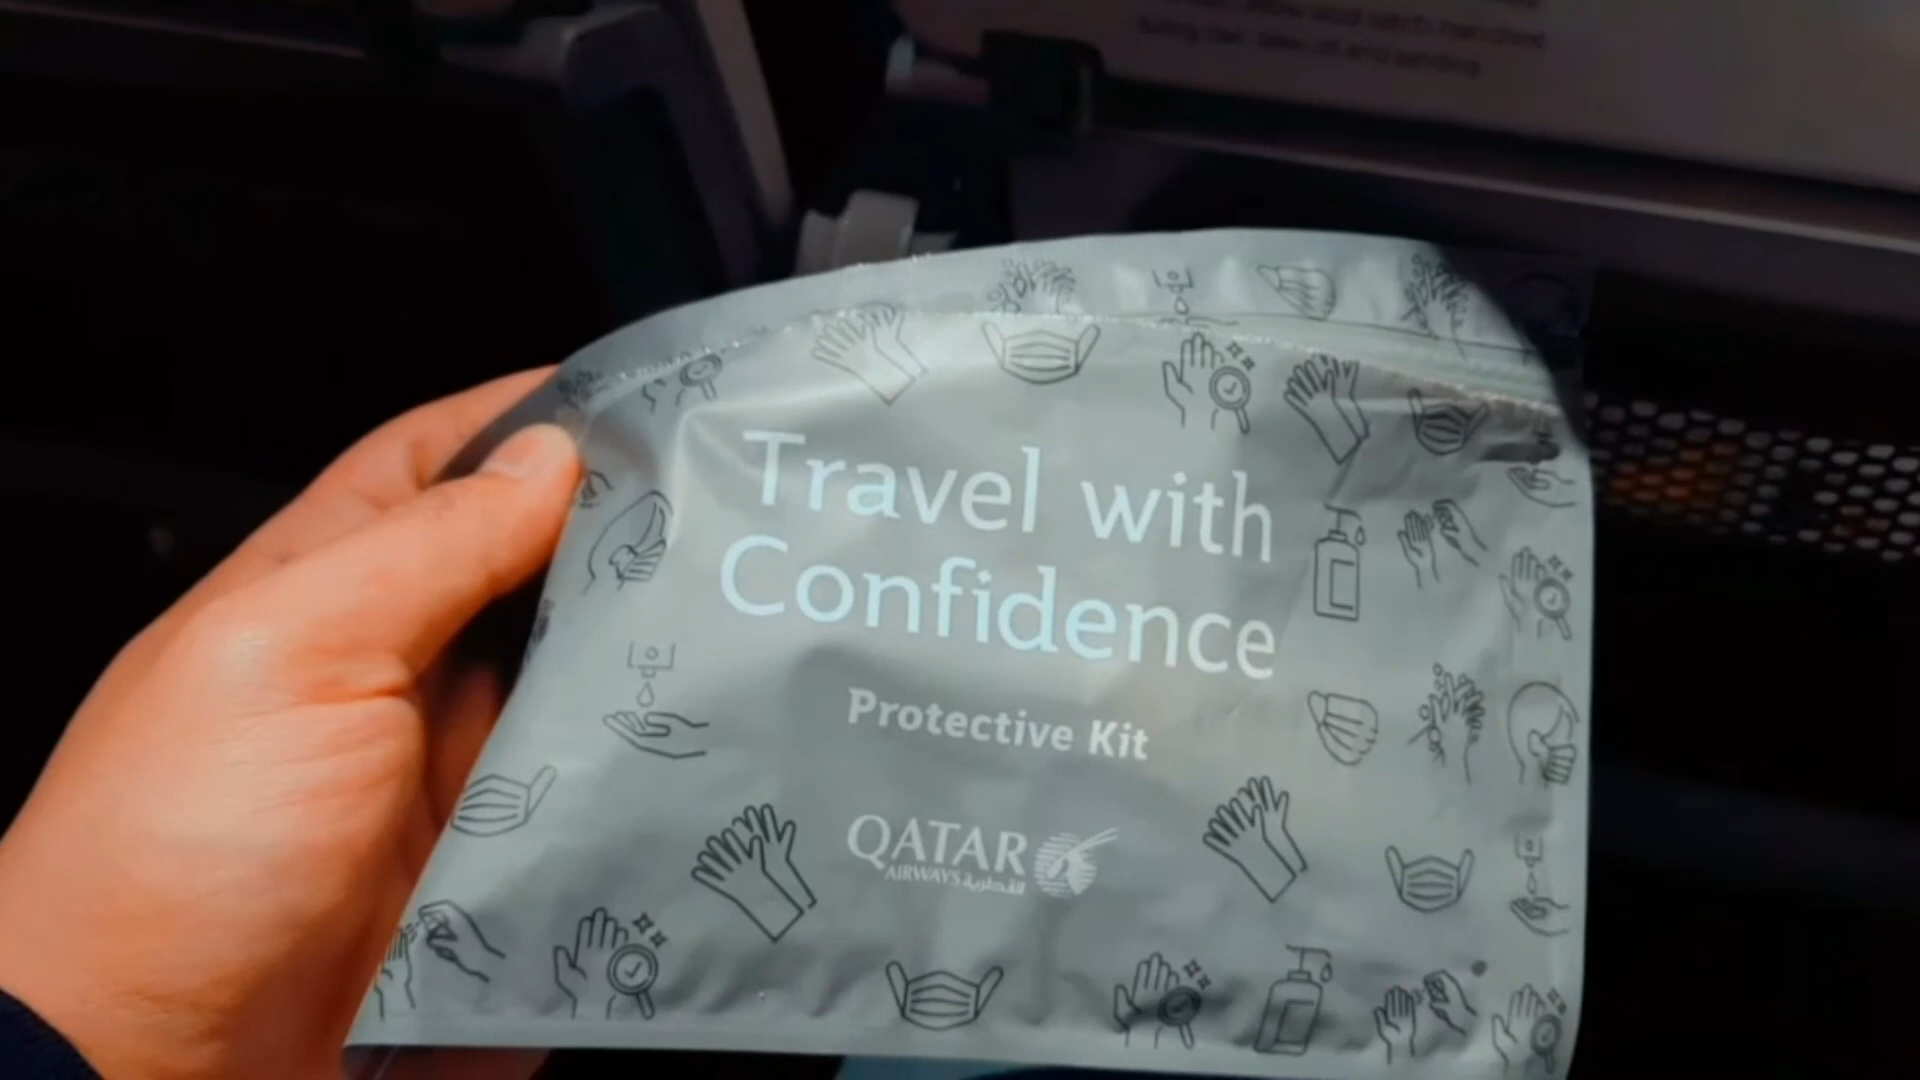 Travel with
Confidence
Protective Kit
QATAR
AIRWAYS القطرية